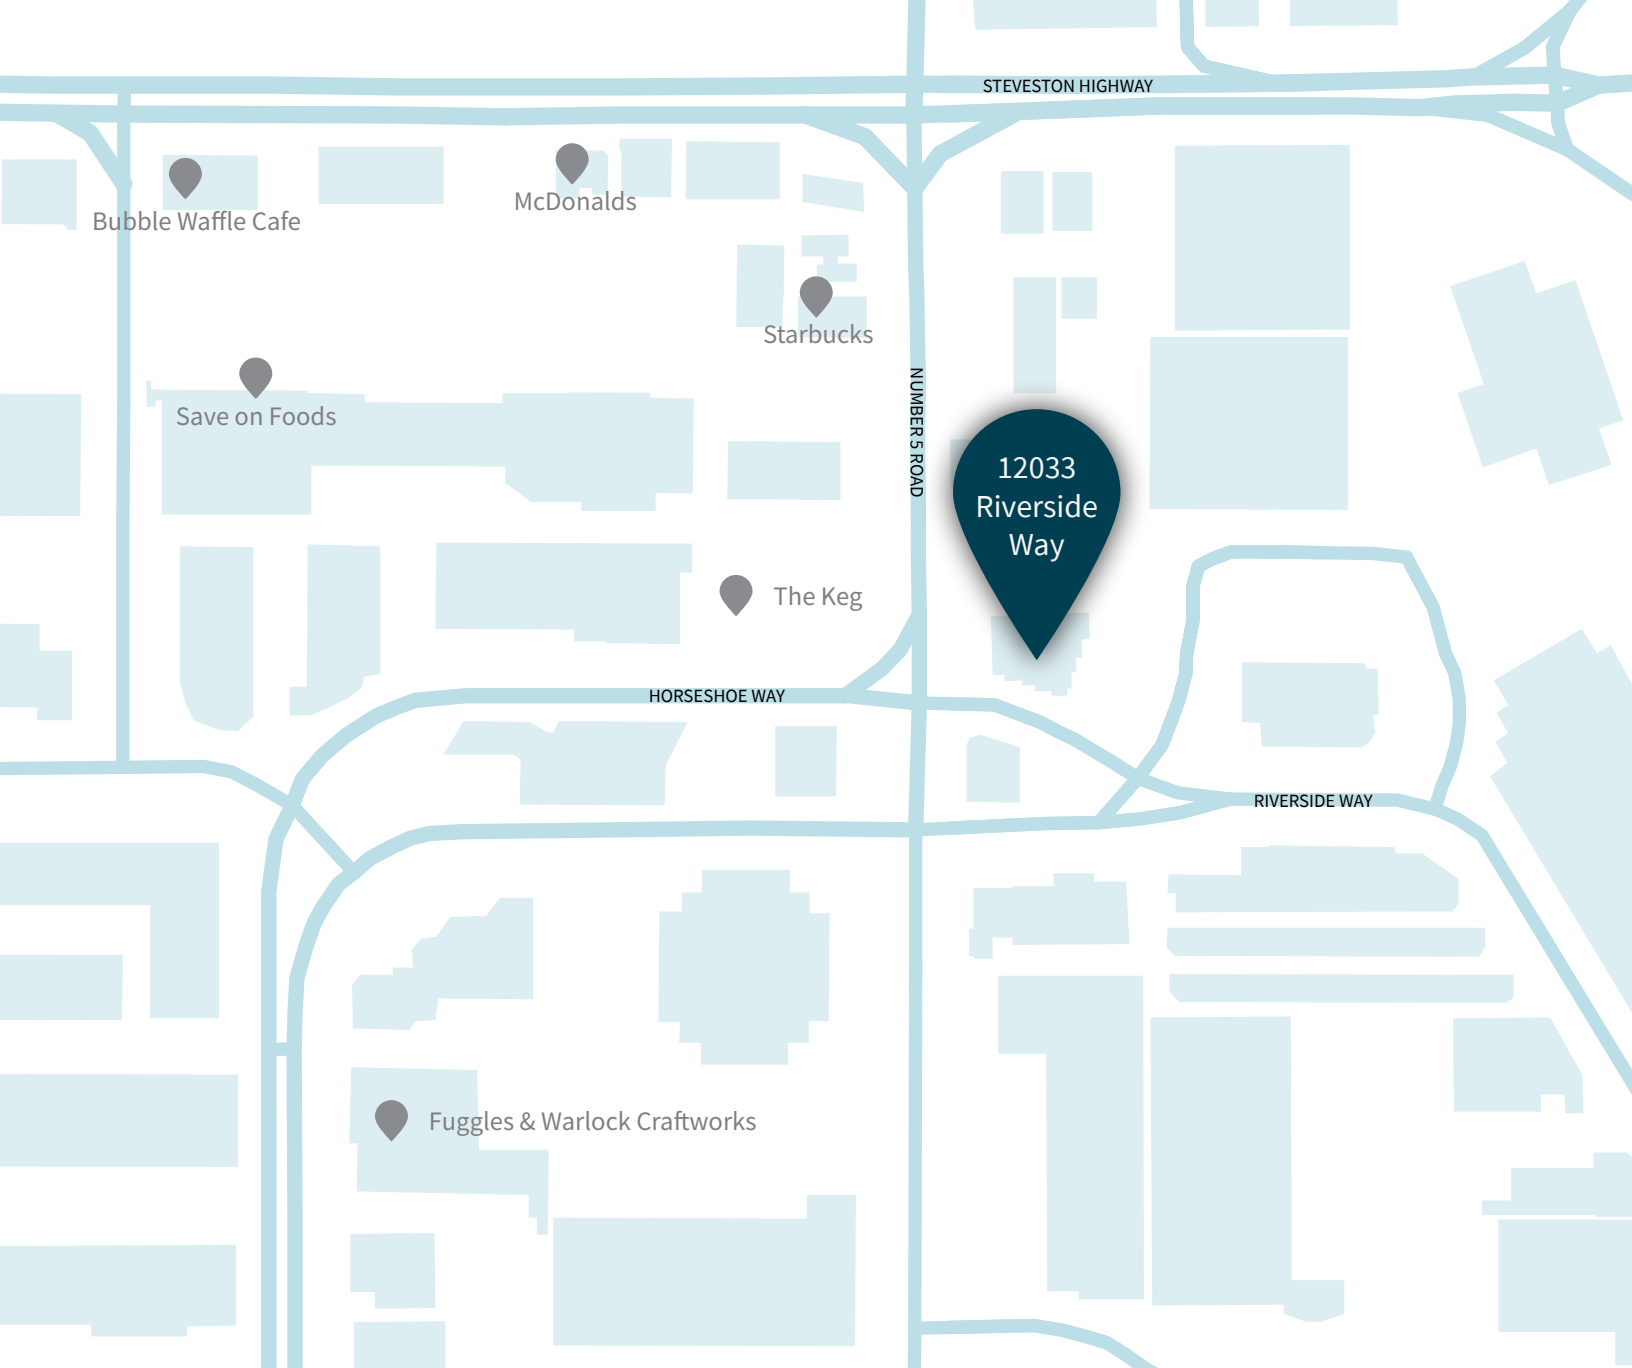 STEVESTON HIGHWAY
Bubble Waffle Cafe
McDonalds
Starbucks
Save on Foods
NUMBER 5 ROAD
12033
Riverside
Way
The Keg
HORSESHOE WAY
RIVERSIDE WAY
Fuggles & Warlock Craftworks